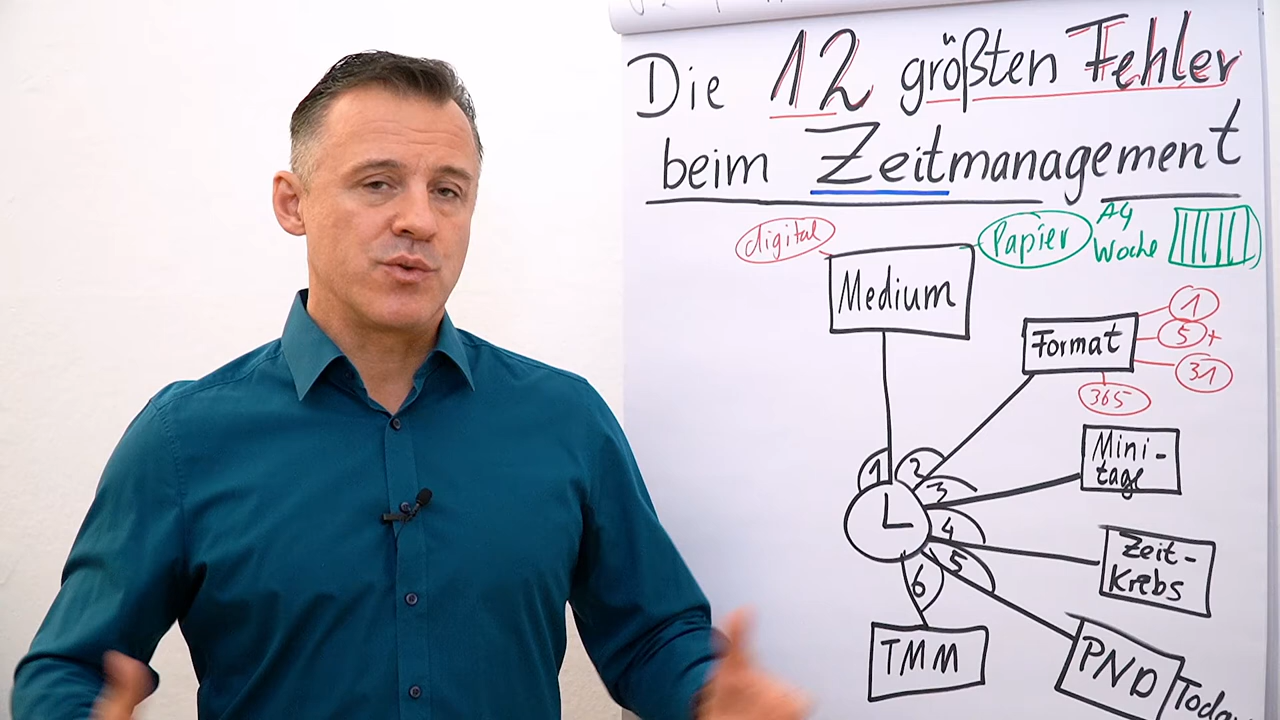 Die 12 größten Fehler
beim Zeitmanagement
digital
Papier
A4
Woche
Medium
Format
1
5+
31
365
Mini-
tage
Zeit-
Krebs
PND
Today
TMM
1
2
3
4
5
6